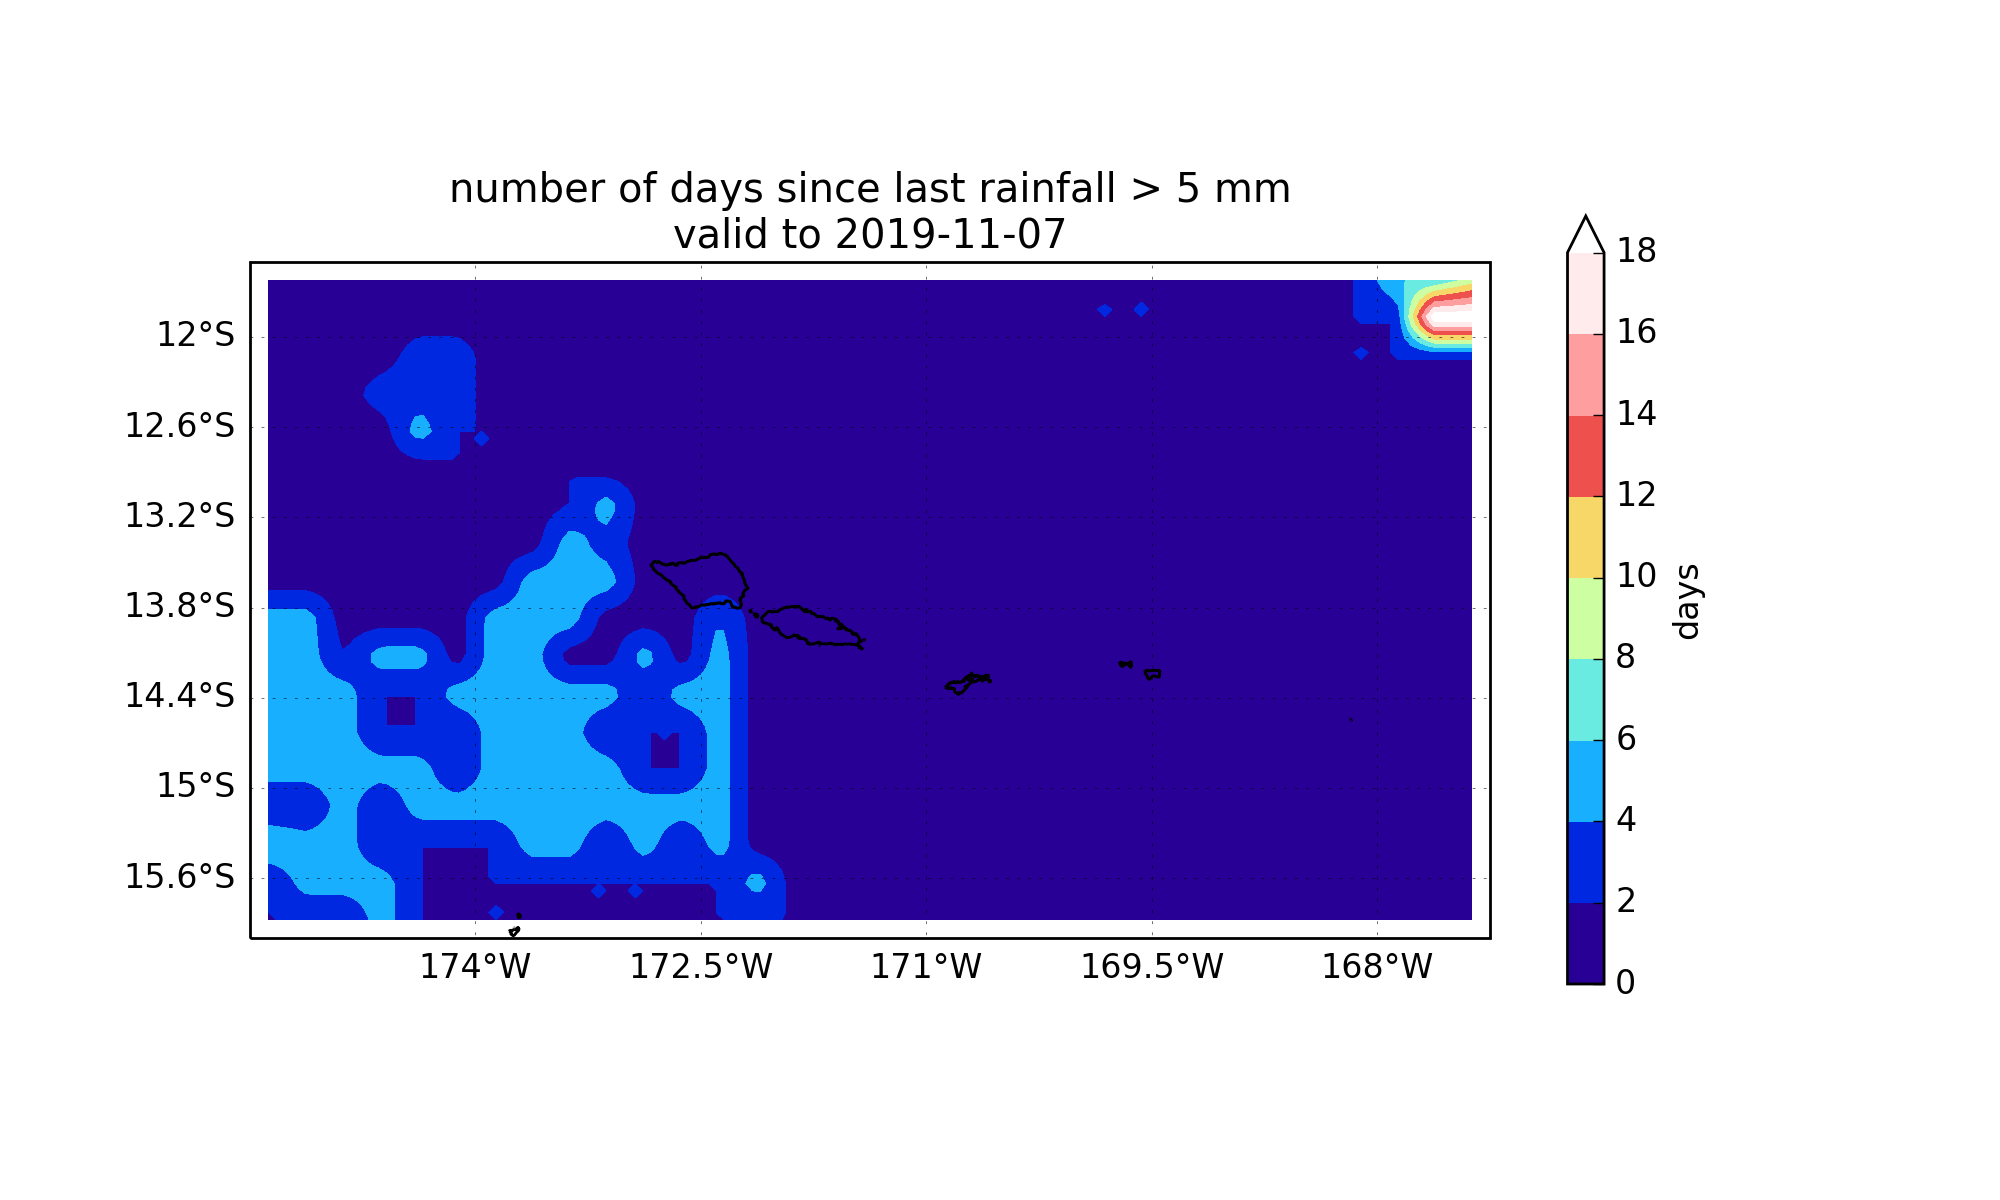 number of days since last rainfall > 5 mm
valid to 2019-11-07
12°S
12.6°S
13.2°S
13.8°S
14.4°S
15°S
15.6°S
174°W
172.5°W
171°W
169.5°W
168°W
18
16
14
12
10
8
6
4
2
0
days